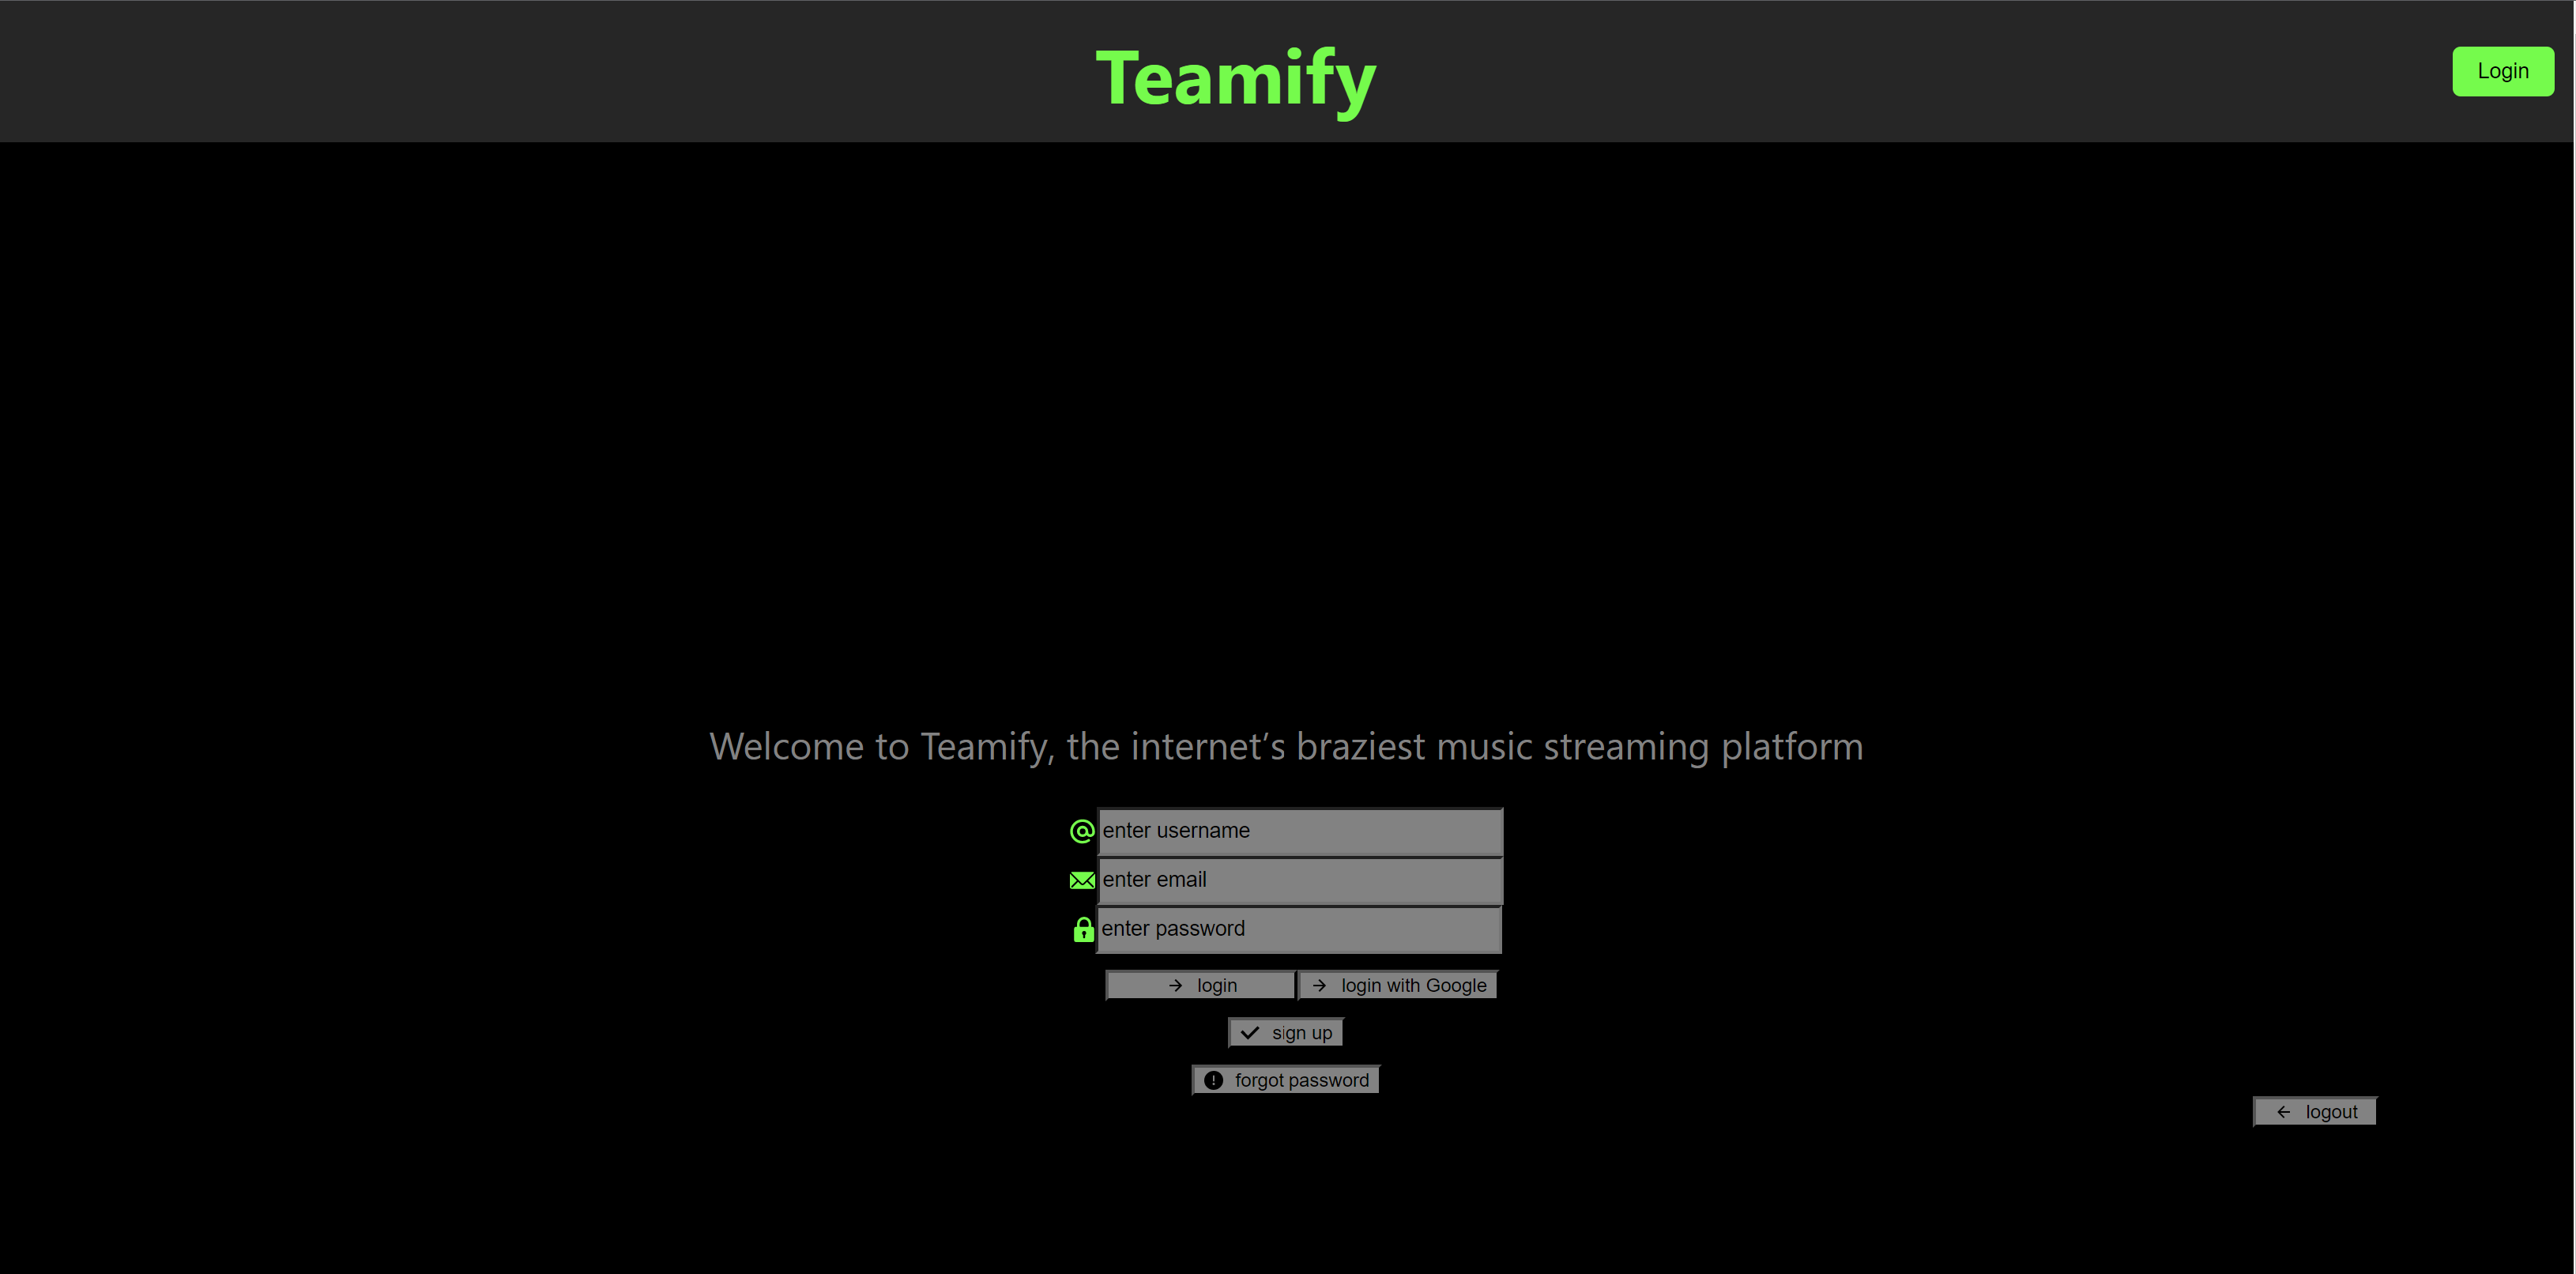 Teamify
Login
Welcome to Teamify, the internet's braziest music streaming platform
enter username
enter email
enter password
login
login with Google
sign up
forgot password
logout